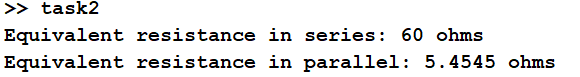 >> task2
Equivalent resistance in series: 60 ohms
Equivalent resistance in parallel: 5.4545 ohms